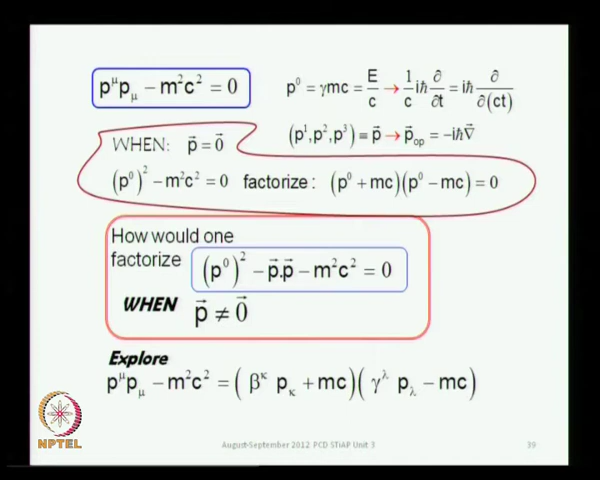 pᵘpᵤ − m²c² = 0
p⁰ = γmc = E/c → 1/c iħ ∂/∂t = iħ ∂/∂(ct)
(p¹, p², p³) ≡ p⃗ → p⃗ₒₚ = −iħ∇⃗
WHEN: p⃗ = 0⃗
(p⁰)² − m²c² = 0 factorize : (p⁰ + mc)(p⁰ − mc) = 0
How would one
factorize (p⁰)² − p⃗.p⃗ − m²c² = 0
WHEN p⃗ ≠ 0⃗
Explore
p^μ p_μ − m²c² = ( β^κ p_κ + mc)( γ^λ p_λ − mc)
NPTEL
August-September 2012 PCD STiAP Unit 3
39